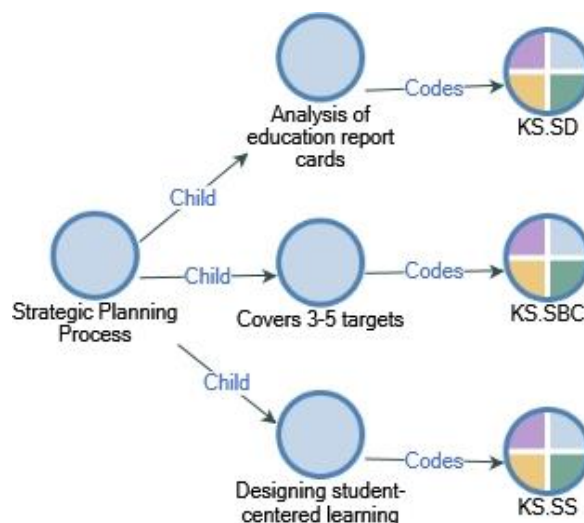 Analysis of
education report
cards
Codes
KS.SD
Child
Strategic Planning
Process
Child
Covers 3-5 targets
Codes
KS.SBC
Child
Designing student-
centered learning
Codes
KS.SS